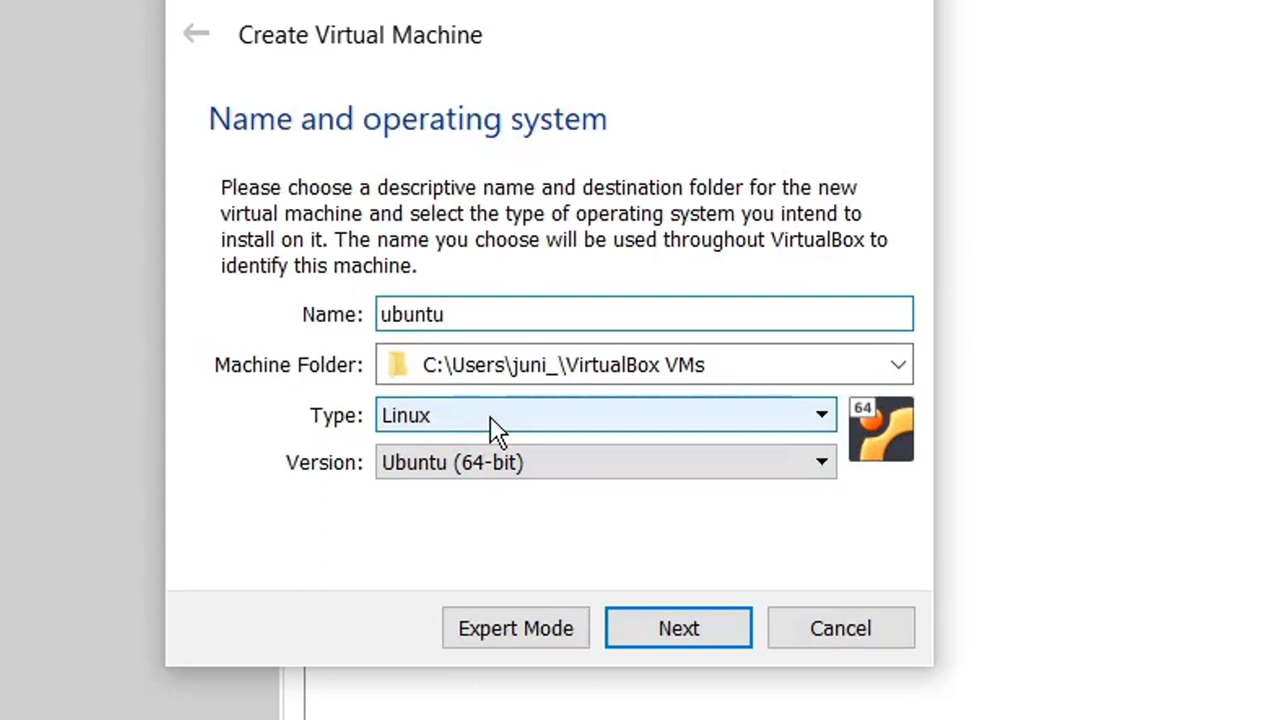 Create Virtual Machine
Name and operating system
Please choose a descriptive name and destination folder for the new
virtual machine and select the type of operating system you intend to
install on it. The name you choose will be used throughout VirtualBox to
identify this machine.
Name: ubuntu
Machine Folder: C:\Users\juni_\VirtualBox VMs
Type: Linux
64
Version: Ubuntu (64-bit)
Expert Mode Next Cancel